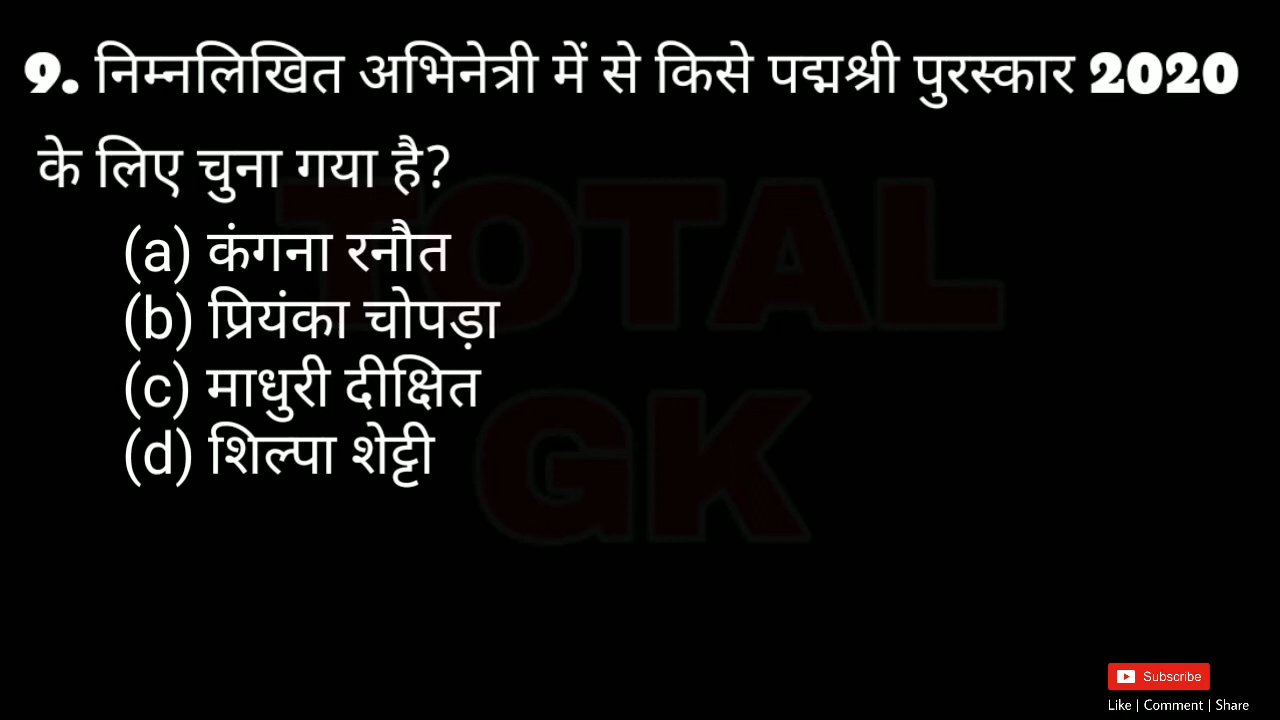 9. निम्नलिखित अभिनेत्री में से किसे पद्मश्री पुरस्कार 2020
के लिए चुना गया है?
(a) कंगना रनौत
(b) प्रियंका चोपड़ा
(c) माधुरी दीक्षित
(d) शिल्पा शेट्टी
TOTAL
GK
Subscribe
Like | Comment | Share